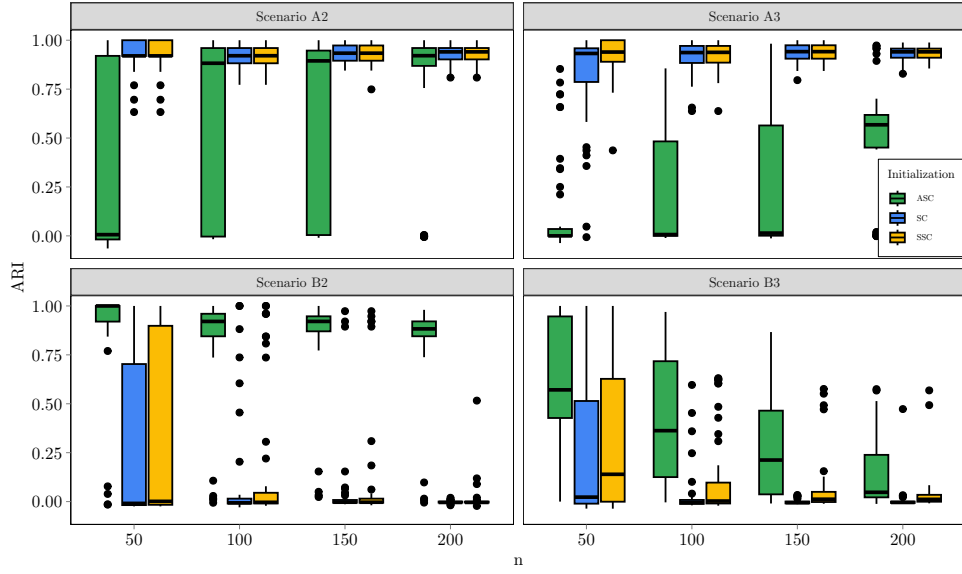 Scenario A2
Scenario A3
1.00
0.75
0.50
0.25
0.00
Initialization
ASC
SC
SSC
ARI
Scenario B2
Scenario B3
1.00
0.75
0.50
0.25
0.00
50
100
150
200
50
100
150
200
n